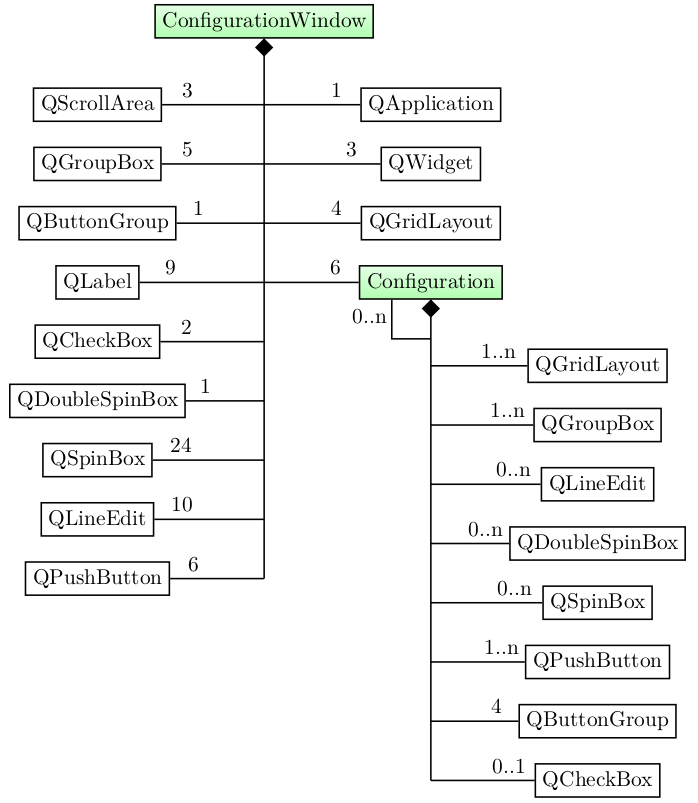 ConfigurationWindow
3
QScrollArea
1
QApplication
5
QGroupBox
3
QWidget
1
QButtonGroup
4
QGridLayout
9
QLabel
6
Configuration
0..n
2
QCheckBox
1..n
QGridLayout
1
QDoubleSpinBox
1..n
QGroupBox
24
QSpinBox
0..n
QLineEdit
10
QLineEdit
0..n
QDoubleSpinBox
6
QPushButton
0..n
QSpinBox
1..n
QPushButton
4
QButtonGroup
0..1
QCheckBox